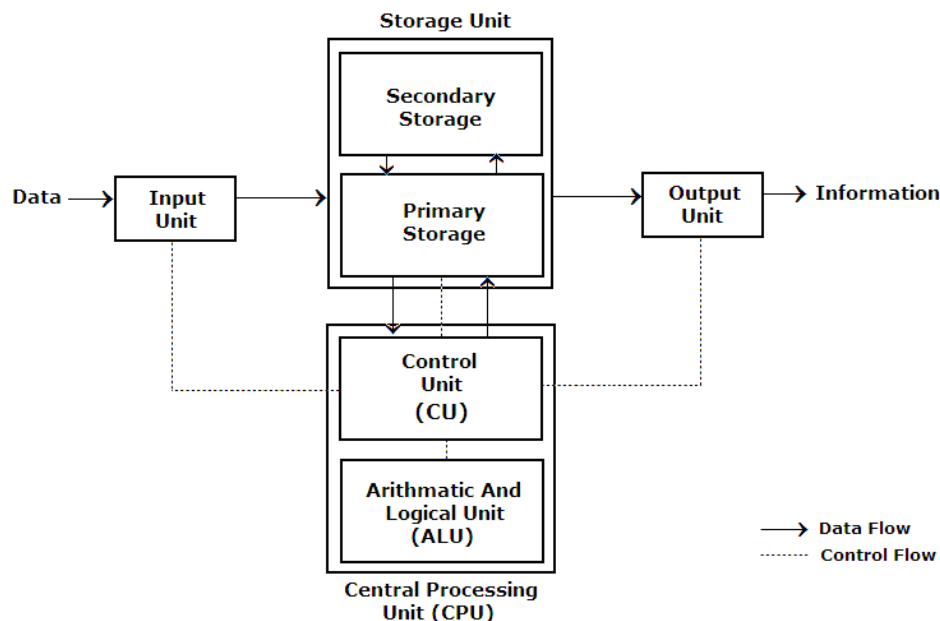 Storage Unit
Secondary
Storage
Data
Input
Unit
Primary
Storage
Output
Unit
Information
Control
Unit
(CU)
Arithmatic And
Logical Unit
(ALU)
Central Processing
Unit (CPU)
Data Flow
Control Flow